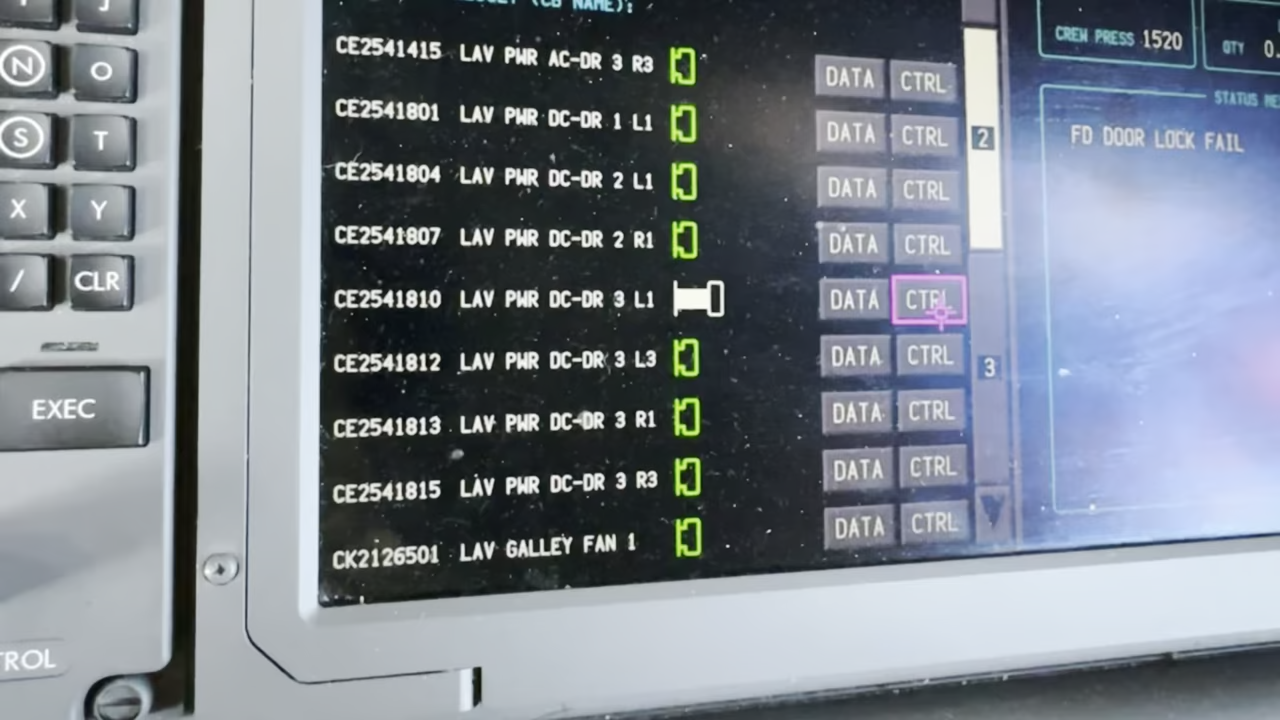 (CB NAME):
CE2541415 LAV PWR AC-DR 3 R3 DATA CTRL
CE2541801 LAV PWR DC-DR 1 L1 DATA CTRL
CE2541804 LAV PWR DC-DR 2 L1 DATA CTRL
CE2541807 LAV PWR DC-DR 2 R1 DATA CTRL
CE2541810 LAV PWR DC-DR 3 L1 DATA CTRL
CE2541812 LAV PWR DC-DR 3 L3 DATA CTRL
CE2541813 LAV PWR DC-DR 3 R1 DATA CTRL
CE2541815 LAV PWR DC-DR 3 R3 DATA CTRL
CK2126501 LAV GALLEY FAN 1 DATA CTRL
2
3
CREW PRESS 1520
QTY
STATUS
FD DOOR LOCK FAIL
N O
S T
X Y
/ CLR
EXEC